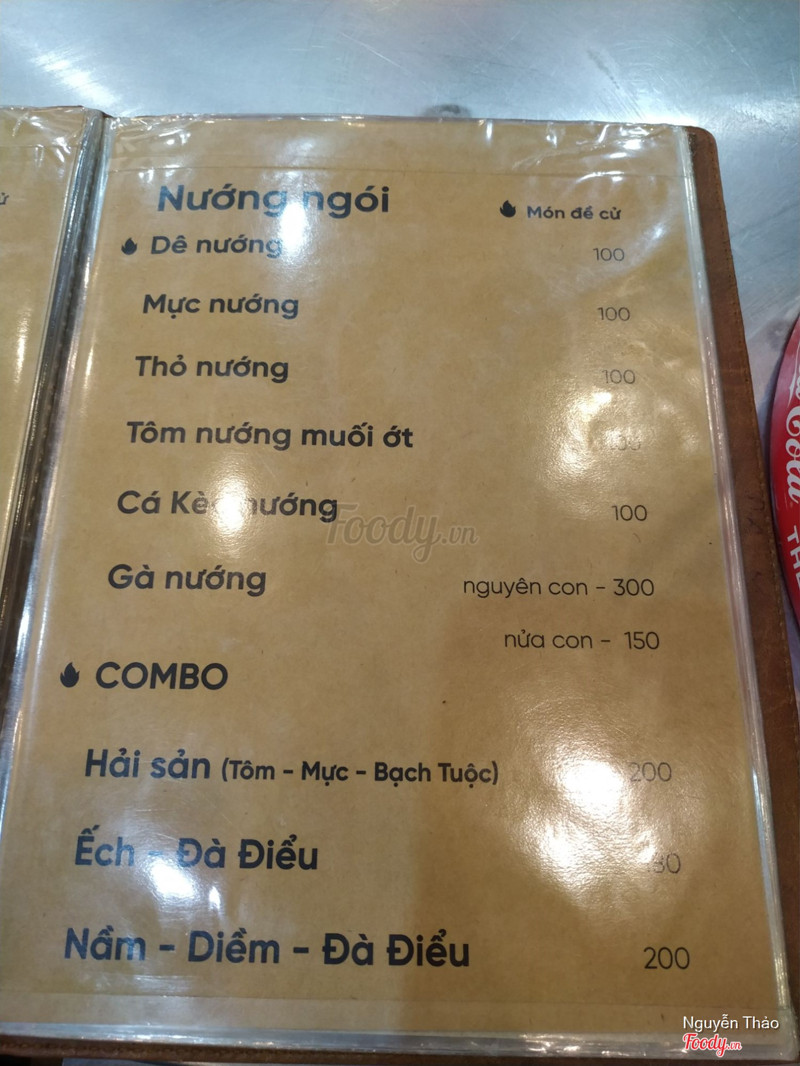 Nướng ngói
Món đề cử
Dê nướng 100
Mực nướng 100
Thỏ nướng 100
Tôm nướng muối ớt
Cá Kèo nướng 100
Gà nướng nguyên con - 300
nửa con - 150
COMBO
Hải sản (Tôm - Mực - Bạch Tuộc) 200
Ếch - Đà Điểu
Nầm - Diềm - Đà Điểu 200
Foody.vn
Cola
Nguyễn Thảo
Foody.vn